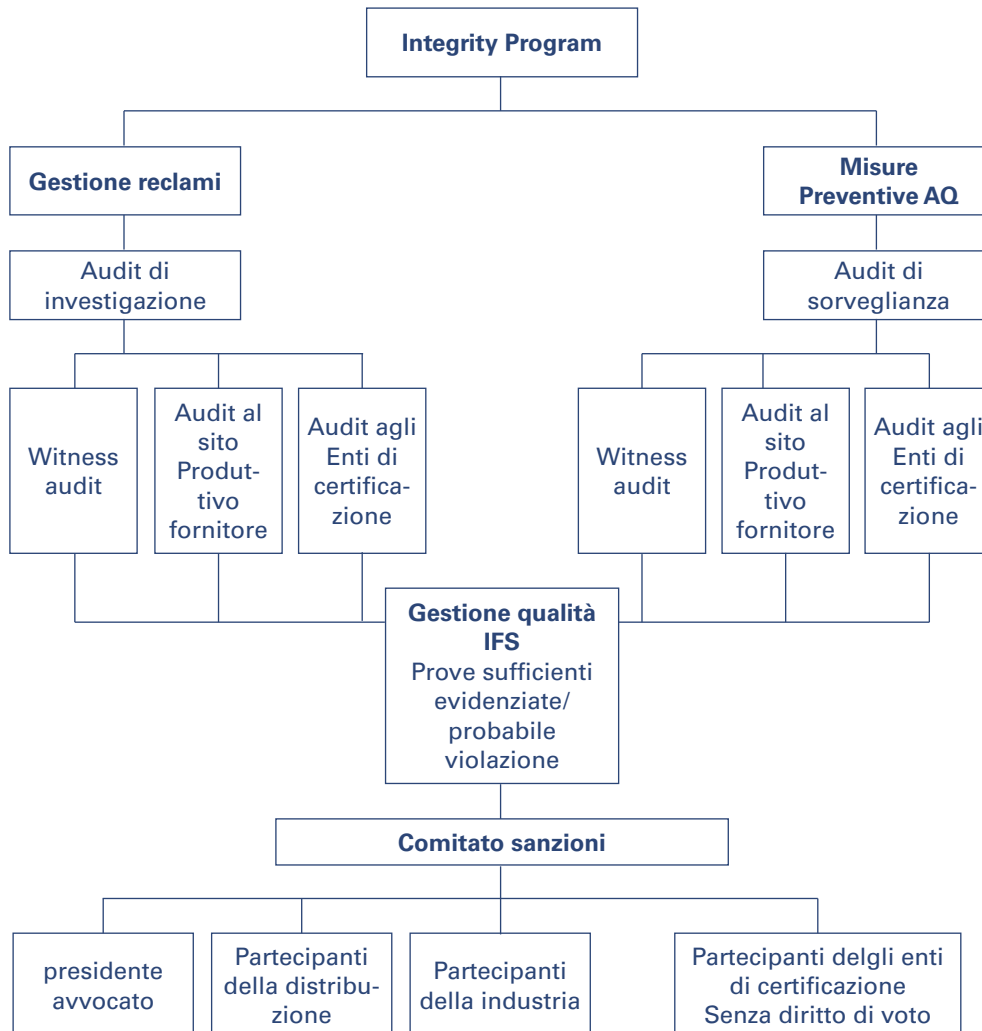 Integrity Program
Gestione reclami
Misure
Preventive AQ
Audit di
investigazione
Audit di
sorveglianza
Witness
audit
Audit al
sito
Produt-
tivo
fornitore
Audit agli
Enti di
certifica-
zione
Witness
audit
Audit al
sito
Produt-
tivo
fornitore
Audit agli
Enti di
certifica-
zione
Gestione qualità
IFS
Prove sufficienti
evidenziate/
probabile
violazione
Comitato sanzioni
presidente
avvocato
Partecipanti
della distribu-
zione
Partecipanti
della industria
Partecipanti delgli enti
di certificazione
Senza diritto di voto